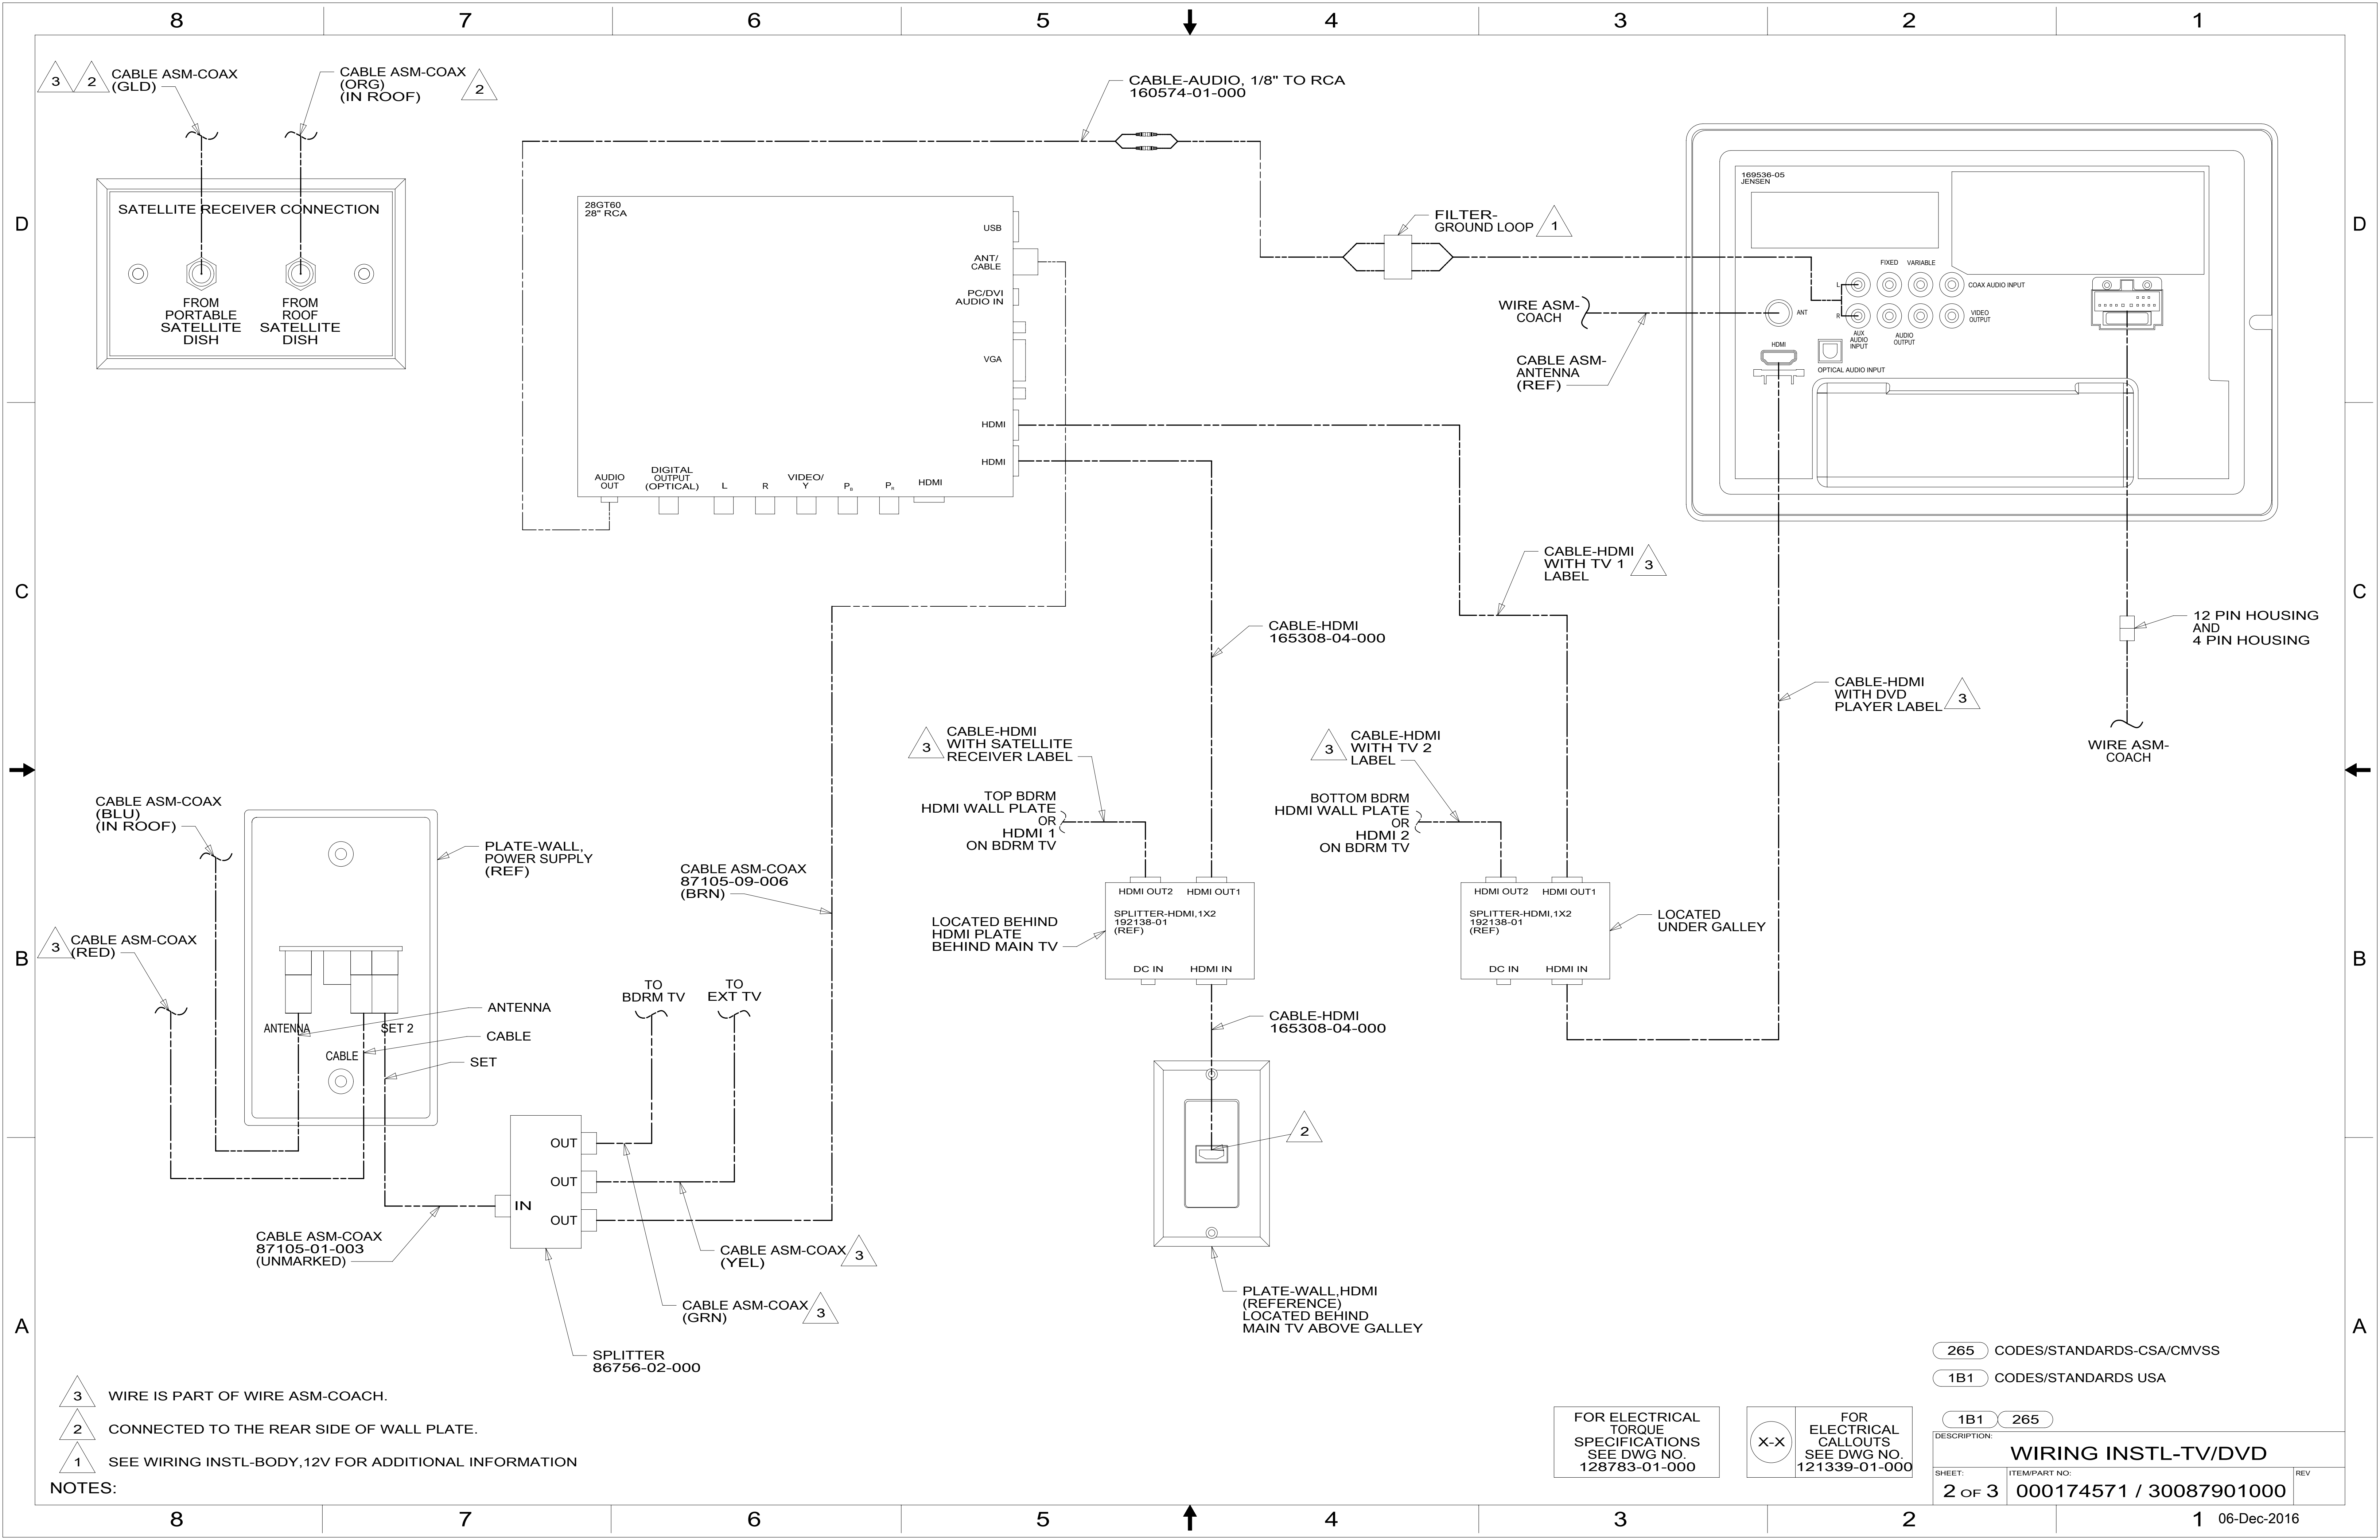 8 7 6 5 4 3 2 1
3 2 CABLE ASM-COAX
(GLD)
CABLE ASM-COAX
(ORG)
(IN ROOF) 2
SATELLITE RECEIVER CONNECTION
FROM
PORTABLE
SATELLITE
DISH
FROM
ROOF
SATELLITE
DISH
CABLE-AUDIO, 1/8" TO RCA
160574-01-000
28GT60
28" RCA
USB
ANT/
CABLE
PC/DVI
AUDIO IN
VGA
HDMI
HDMI
AUDIO
OUT
DIGITAL
OUTPUT
(OPTICAL)
L
R
VIDEO/
Y
PB
PR
HDMI
FILTER-
GROUND LOOP 1
WIRE ASM-
COACH
CABLE ASM-
ANTENNA
(REF)
169536-05
JENSEN
FIXED VARIABLE
L
COAX AUDIO INPUT
ANT
R
AUX
AUDIO
INPUT
AUDIO
OUTPUT
VIDEO
OUTPUT
HDMI
OPTICAL AUDIO INPUT
D
D
C
C
CABLE-HDMI
WITH TV 1
LABEL 3
CABLE-HDMI
165308-04-000
12 PIN HOUSING
AND
4 PIN HOUSING
CABLE-HDMI
WITH DVD
PLAYER LABEL 3
WIRE ASM-
COACH
3 CABLE-HDMI
WITH SATELLITE
RECEIVER LABEL
TOP BDRM
HDMI WALL PLATE
OR
HDMI 1
ON BDRM TV
3 CABLE-HDMI
WITH TV 2
LABEL
BOTTOM BDRM
HDMI WALL PLATE
OR
HDMI 2
ON BDRM TV
CABLE ASM-COAX
(BLU)
(IN ROOF)
PLATE-WALL,
POWER SUPPLY
(REF)
CABLE ASM-COAX
87105-09-006
(BRN)
3 CABLE ASM-COAX
(RED)
HDMI OUT2 HDMI OUT1
SPLITTER-HDMI,1X2
192138-01
(REF)
DC IN HDMI IN
LOCATED BEHIND
HDMI PLATE
BEHIND MAIN TV
HDMI OUT2 HDMI OUT1
SPLITTER-HDMI,1X2
192138-01
(REF)
DC IN HDMI IN
LOCATED
UNDER GALLEY
B
B
ANTENNA
SET 2
CABLE
ANTENNA
CABLE
SET
TO
BDRM TV
TO
EXT TV
CABLE-HDMI
165308-04-000
2
OUT
OUT
IN
OUT
CABLE ASM-COAX
87105-01-003
(UNMARKED)
CABLE ASM-COAX 3
(YEL)
CABLE ASM-COAX 3
(GRN)
SPLITTER
86756-02-000
PLATE-WALL,HDMI
(REFERENCE)
LOCATED BEHIND
MAIN TV ABOVE GALLEY
A
A
3 WIRE IS PART OF WIRE ASM-COACH.
2 CONNECTED TO THE REAR SIDE OF WALL PLATE.
1 SEE WIRING INSTL-BODY,12V FOR ADDITIONAL INFORMATION
NOTES:
265 CODES/STANDARDS-CSA/CMVSS
1B1 CODES/STANDARDS USA
FOR ELECTRICAL
TORQUE
SPECIFICATIONS
SEE DWG NO.
128783-01-000
X-X
FOR
ELECTRICAL
CALLOUTS
SEE DWG NO.
121339-01-000
1B1 265
DESCRIPTION:
WIRING INSTL-TV/DVD
SHEET:
2 OF 3
ITEM/PART NO:
000174571 / 30087901000
REV
8 7 6 5 4 3 2 1
06-Dec-2016